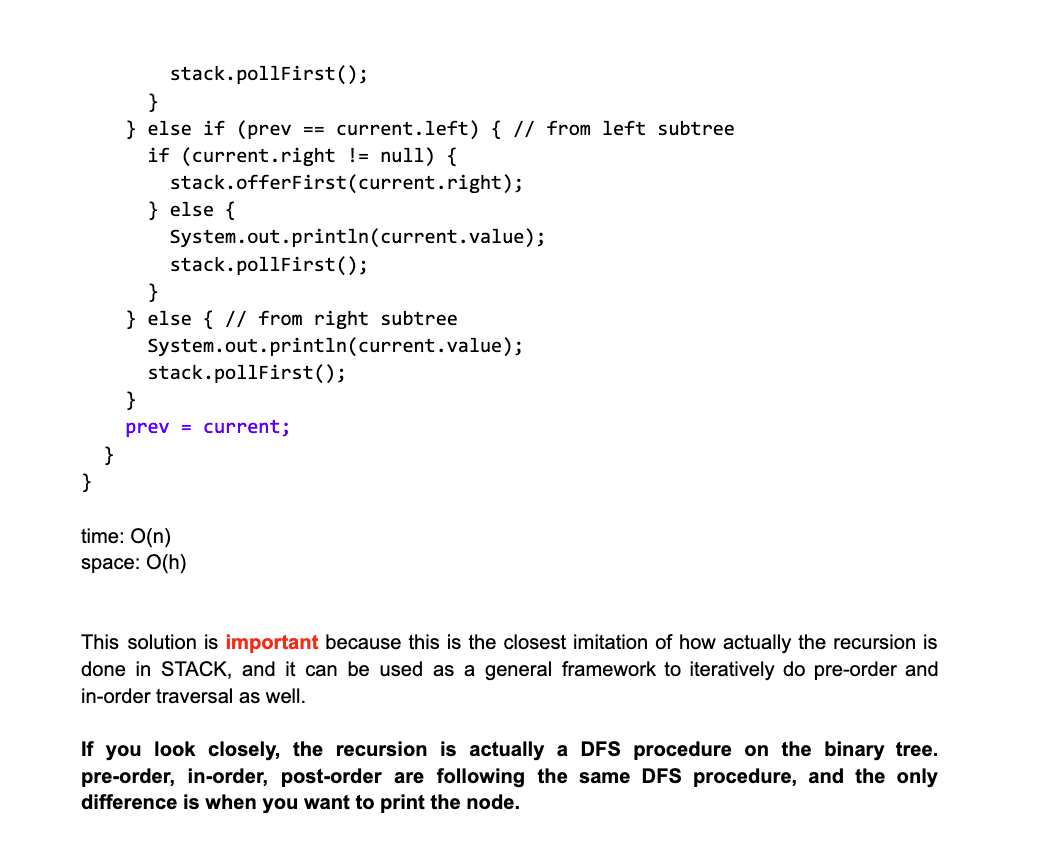 stack.pollFirst();
}
} else if (prev == current.left) { // from left subtree
if (current.right != null) {
stack.offerFirst(current.right);
} else {
System.out.println(current.value);
stack.pollFirst();
}
} else { // from right subtree
System.out.println(current.value);
stack.pollFirst();
}
prev = current;
}
}
time: O(n)
space: O(h)
This solution is important because this is the closest imitation of how actually the recursion is
done in STACK, and it can be used as a general framework to iteratively do pre-order and
in-order traversal as well.
If you look closely, the recursion is actually a DFS procedure on the binary tree.
pre-order, in-order, post-order are following the same DFS procedure, and the only
difference is when you want to print the node.